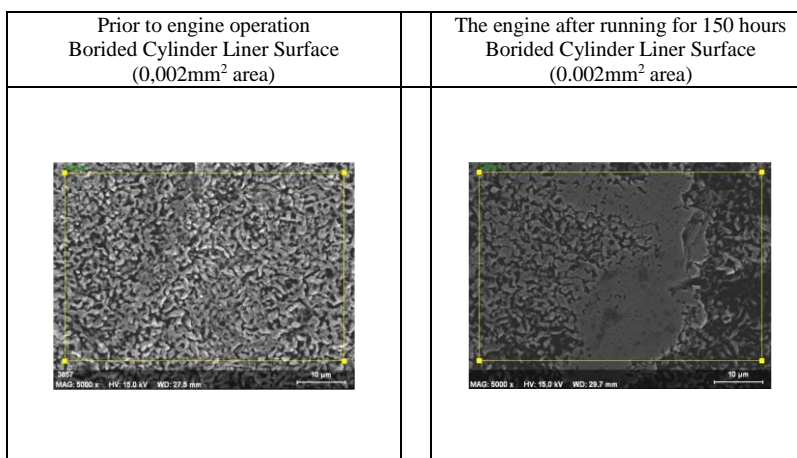 Prior to engine operation
Borided Cylinder Liner Surface
(0,002mm² area)
The engine after running for 150 hours
Borided Cylinder Liner Surface
(0.002mm² area)
3857
MAG: 5000 x HV: 15.0 kV WD: 27.5 mm
10 µm
MAG: 5000 x HV: 15.0 kV WD: 29.7 mm
10 µm